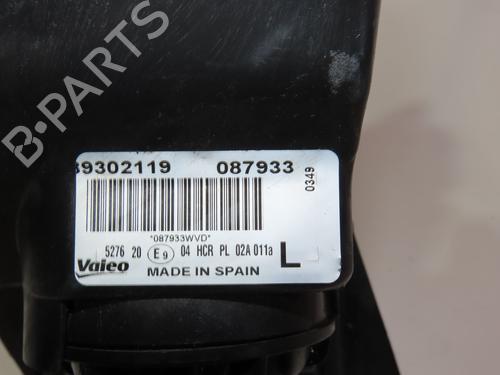 B-PARTS
89302119 087933
0349
*087933WVD*
5276 20 E9 04 HCR PL 02A 011a
Valeo MADE IN SPAIN L